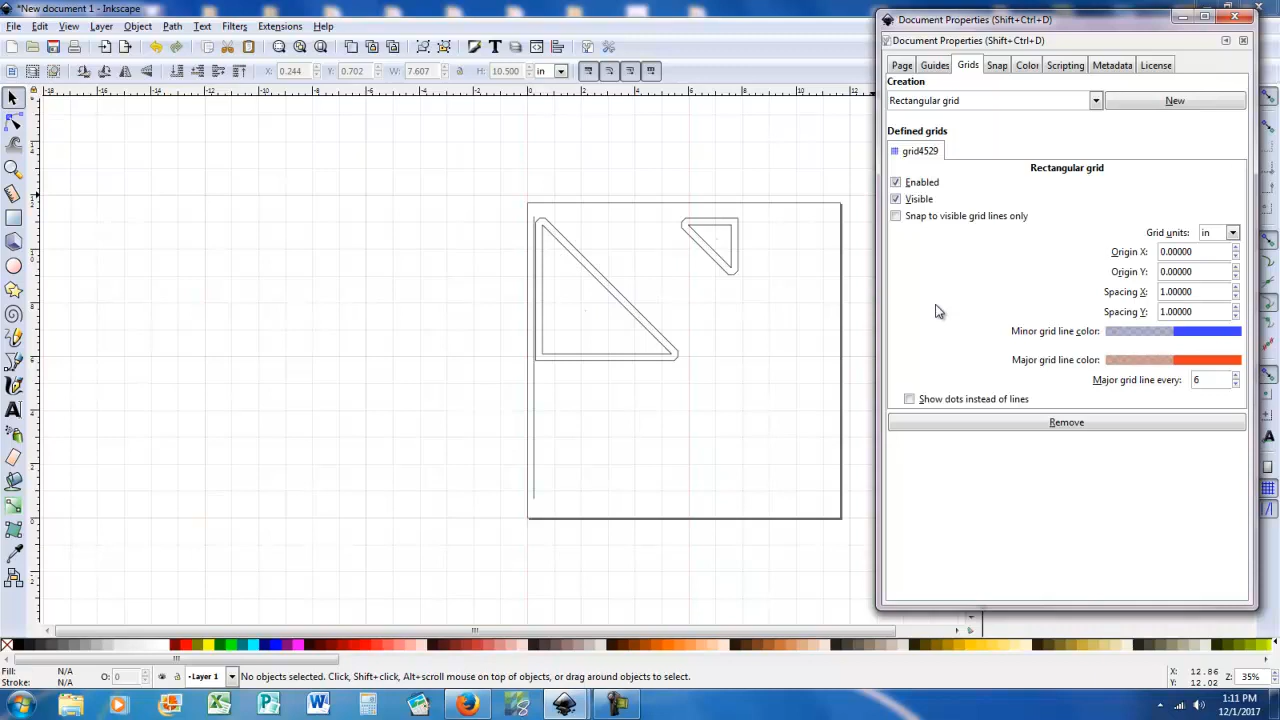 *New document 1 - Inkscape
File Edit View Layer Object Path Text Filters Extensions Help
X: 0.244 Y: 0.702 W: 7.607 H: 10.500 in
Document Properties (Shift+Ctrl+D)
Document Properties (Shift+Ctrl+D)
Page Guides Grids Snap Color Scripting Metadata License
Creation
Rectangular grid New
Defined grids
grid4529
Rectangular grid
Enabled
Visible
Snap to visible grid lines only
Grid units: in
Origin X: 0.00000
Origin Y: 0.00000
Spacing X: 1.00000
Spacing Y: 1.00000
Minor grid line color:
Major grid line color:
Major grid line every: 6
Show dots instead of lines
Remove
Fill: N/A
Stroke: N/A
O: 0
Layer 1
No objects selected. Click, Shift+click, Alt+scroll mouse on top of objects, or drag around objects to select.
X: 12.86
Y: 12.02
Z: 35%
1:11 PM
12/1/2017